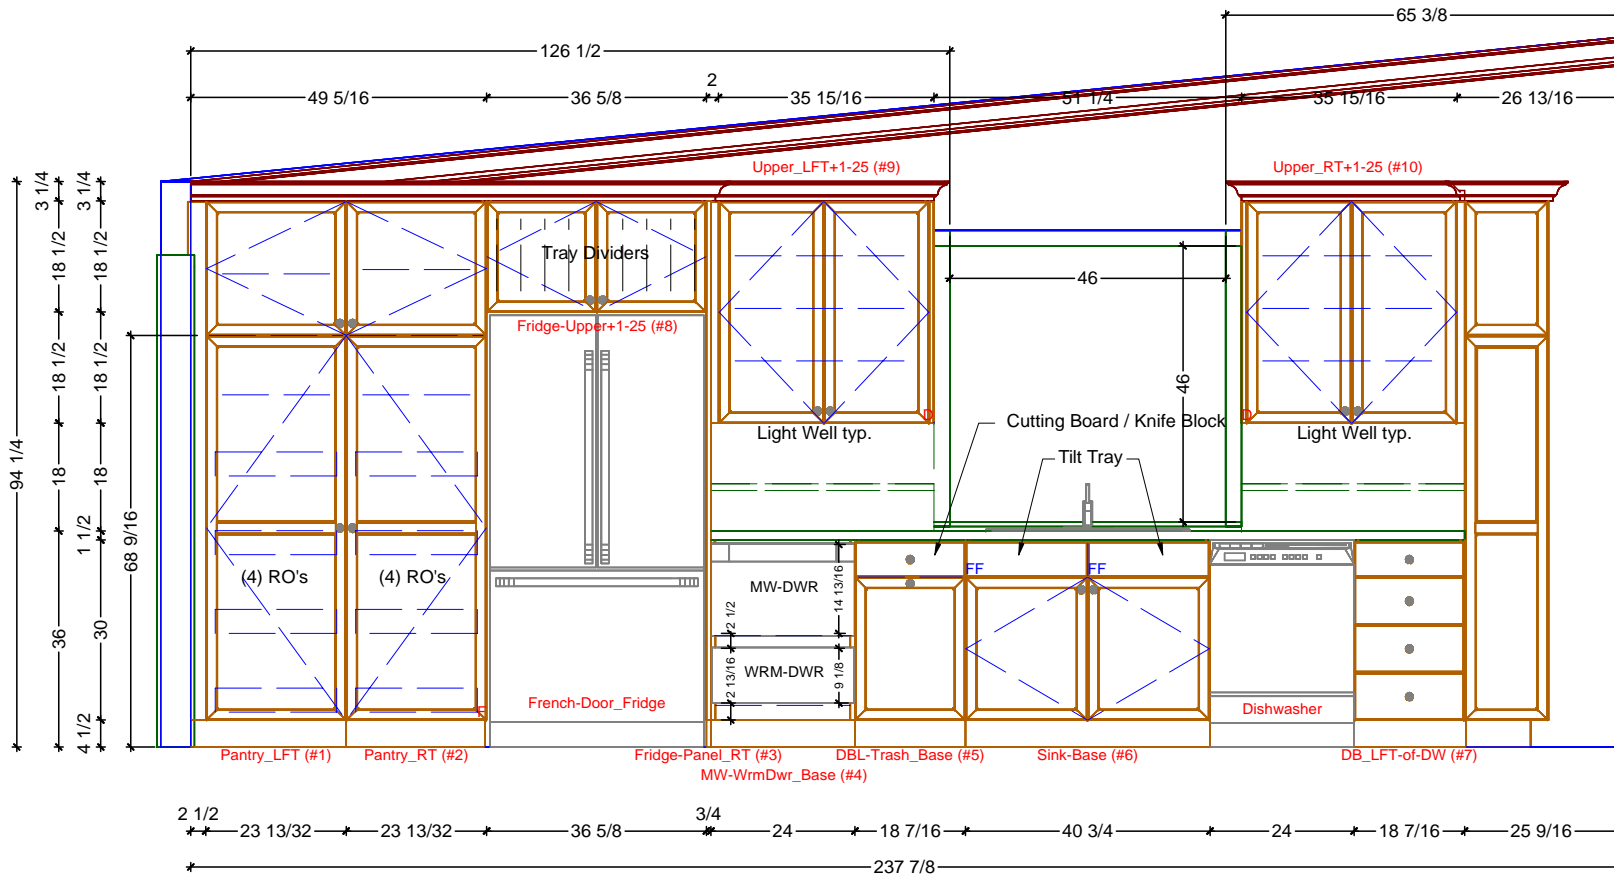 65 3/8
126 1/2
2
49 5/16
36 5/8
35 15/16
51 1/4
35 15/16
26 13/16
Upper_LFT+1-25 (#9)
Upper_RT+1-25 (#10)
3 1/4
3 1/4
18 1/2
18 1/2
Tray Dividers
46
Fridge-Upper+1-25 (#8)
18 1/2
18 1/2
46
D
D
Cutting Board / Knife Block
Light Well typ.
Light Well typ.
Tilt Tray
94 1/4
18
18
68 9/16
1 1/2
(4) RO's
(4) RO's
FF
FF
MW-DWR
14 13/16
2 1/2
36
30
WRM-DWR
2 13/16
9 1/8
F
French-Door_Fridge
Dishwasher
4 1/2
Pantry_LFT (#1)
Pantry_RT (#2)
Fridge-Panel_RT (#3)
DBL-Trash_Base (#5)
Sink-Base (#6)
DB_LFT-of-DW (#7)
MW-WrmDwr_Base (#4)
2 1/2
3/4
23 13/32
23 13/32
36 5/8
24
18 7/16
40 3/4
24
18 7/16
25 9/16
237 7/8